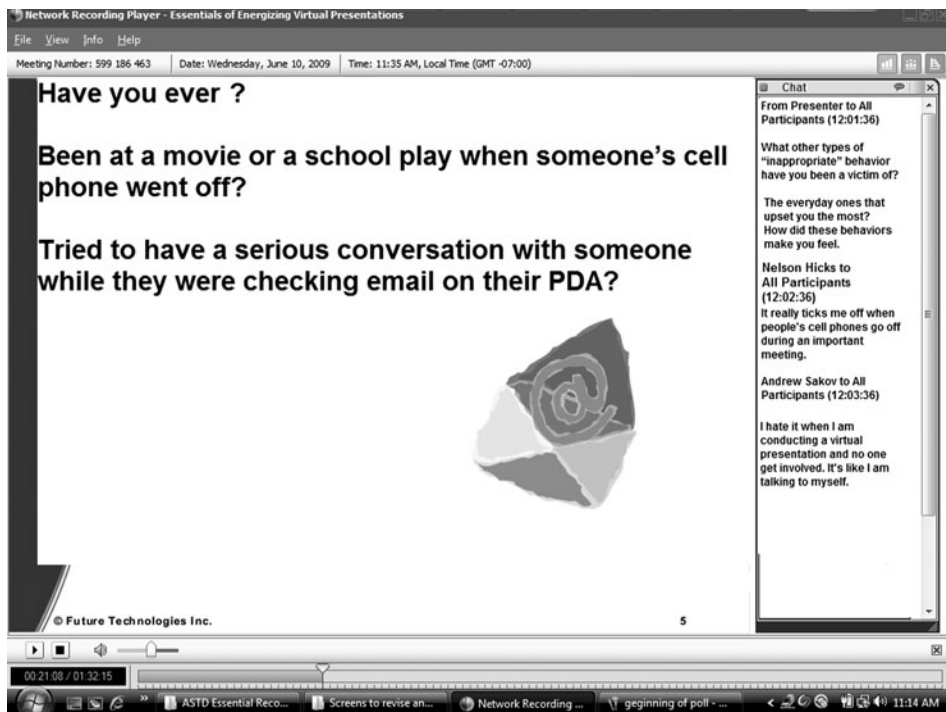 Network Recording Player - Essentials of Energizing Virtual Presentations
File View Info Help
Meeting Number: 599 186 463 Date: Wednesday, June 10, 2009 Time: 11:35 AM, Local Time (GMT -07:00)
Have you ever ?
Been at a movie or a school play when someone's cell
phone went off?
Tried to have a serious conversation with someone
while they were checking email on their PDA?
@
© Future Technologies Inc.
5
Chat
From Presenter to All
Participants (12:01:36)
What other types of
“inappropriate” behavior
have you been a victim of?
The everyday ones that
upset you the most?
How did these behaviors
make you feel.
Nelson Hicks to
All Participants
(12:02:36)
It really ticks me off when
people's cell phones go off
during an important
meeting.
Andrew Sakov to All
Participants (12:03:36)
I hate it when I am
conducting a virtual
presentation and no one
get involved. It's like I am
talking to myself.
00:21:08 / 01:32:15
ASTD Essential Reco... Screens to revise an... Network Recording ... geginning of poll - ... 11:14 AM